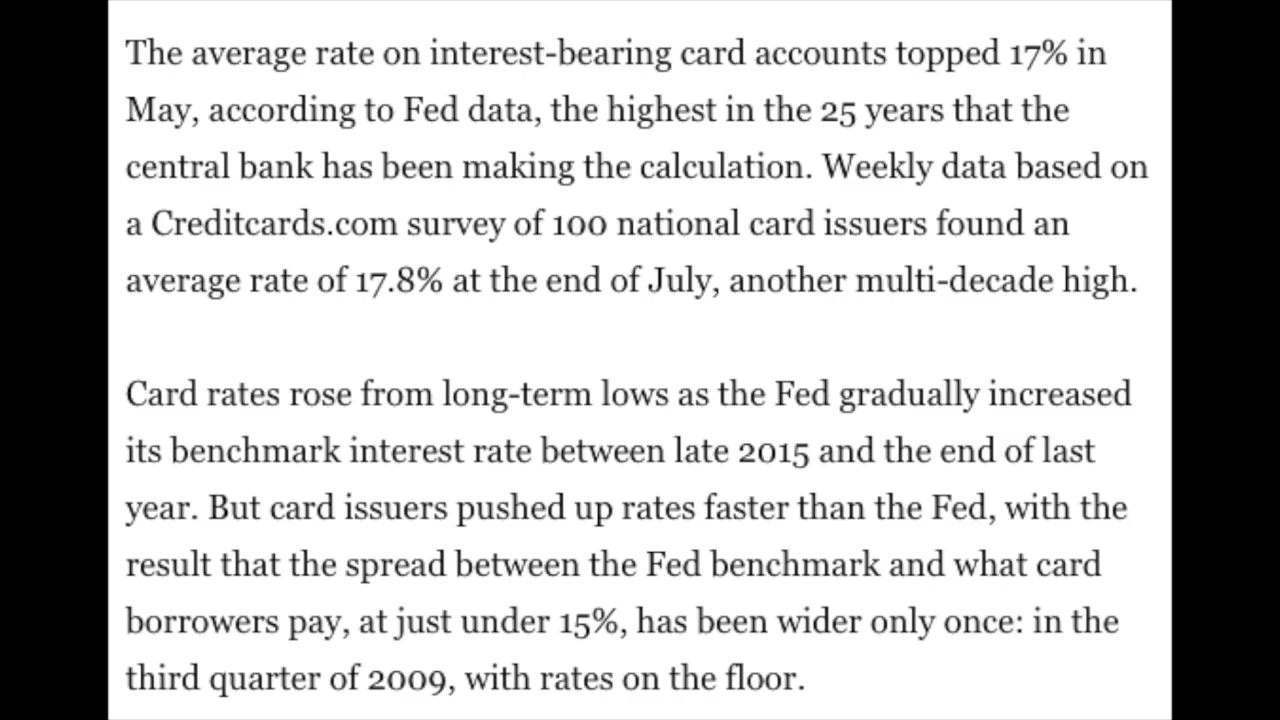 The average rate on interest-bearing card accounts topped 17% in
May, according to Fed data, the highest in the 25 years that the
central bank has been making the calculation. Weekly data based on
a Creditcards.com survey of 100 national card issuers found an
average rate of 17.8% at the end of July, another multi-decade high.
Card rates rose from long-term lows as the Fed gradually increased
its benchmark interest rate between late 2015 and the end of last
year. But card issuers pushed up rates faster than the Fed, with the
result that the spread between the Fed benchmark and what card
borrowers pay, at just under 15%, has been wider only once: in the
third quarter of 2009, with rates on the floor.